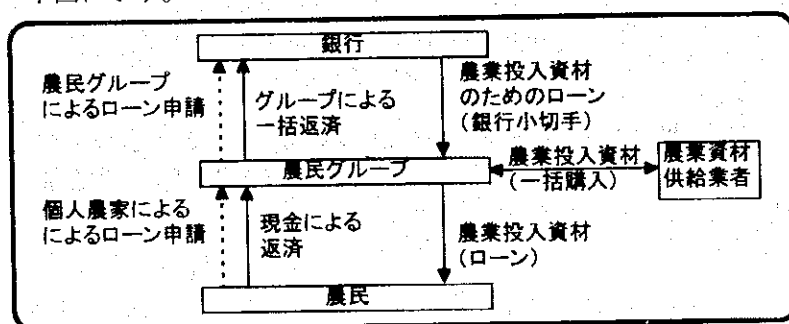 銀行
農民グループ
によるローン申請
グループによる
一括返済
農業投入資材
のためのローン
(銀行小切手)
農民グループ
農業投入資材
(一括購入)
農業資材
供給業者
個人農家による
によるローン申請
現金による
返済
農業投入資材
(ローン)
農民